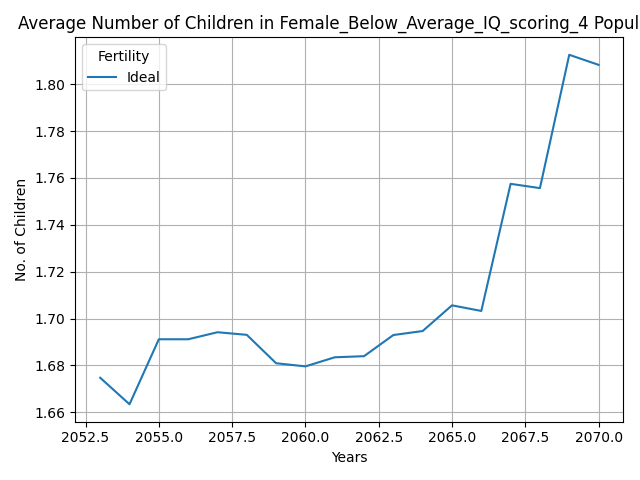 Average Number of Children in Female_Below_Average_IQ_scoring_4 Popul
Fertility
Ideal
No. of Children
1.80
1.78
1.76
1.74
1.72
1.70
1.68
1.66
2052.5 2055.0 2057.5 2060.0 2062.5 2065.0 2067.5 2070.0
Years